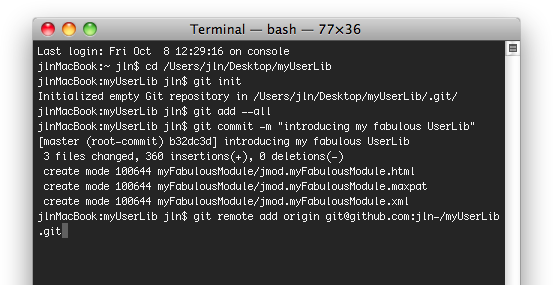 Terminal — bash — 77×36
Last login: Fri Oct  8 12:29:16 on console
jlnMacBook:~ jln$ cd /Users/jln/Desktop/myUserLib
jlnMacBook:myUserLib jln$ git init
Initialized empty Git repository in /Users/jln/Desktop/myUserLib/.git/
jlnMacBook:myUserLib jln$ git add --all
jlnMacBook:myUserLib jln$ git commit -m "introducing my fabulous UserLib"
[master (root-commit) b32dc3d] introducing my fabulous UserLib
 3 files changed, 360 insertions(+), 0 deletions(-)
 create mode 100644 myFabulousModule/jmod.myFabulousModule.html
 create mode 100644 myFabulousModule/jmod.myFabulousModule.maxpat
 create mode 100644 myFabulousModule/jmod.myFabulousModule.xml
jlnMacBook:myUserLib jln$ git remote add origin git@github.com:jln-/myUserLib
.git